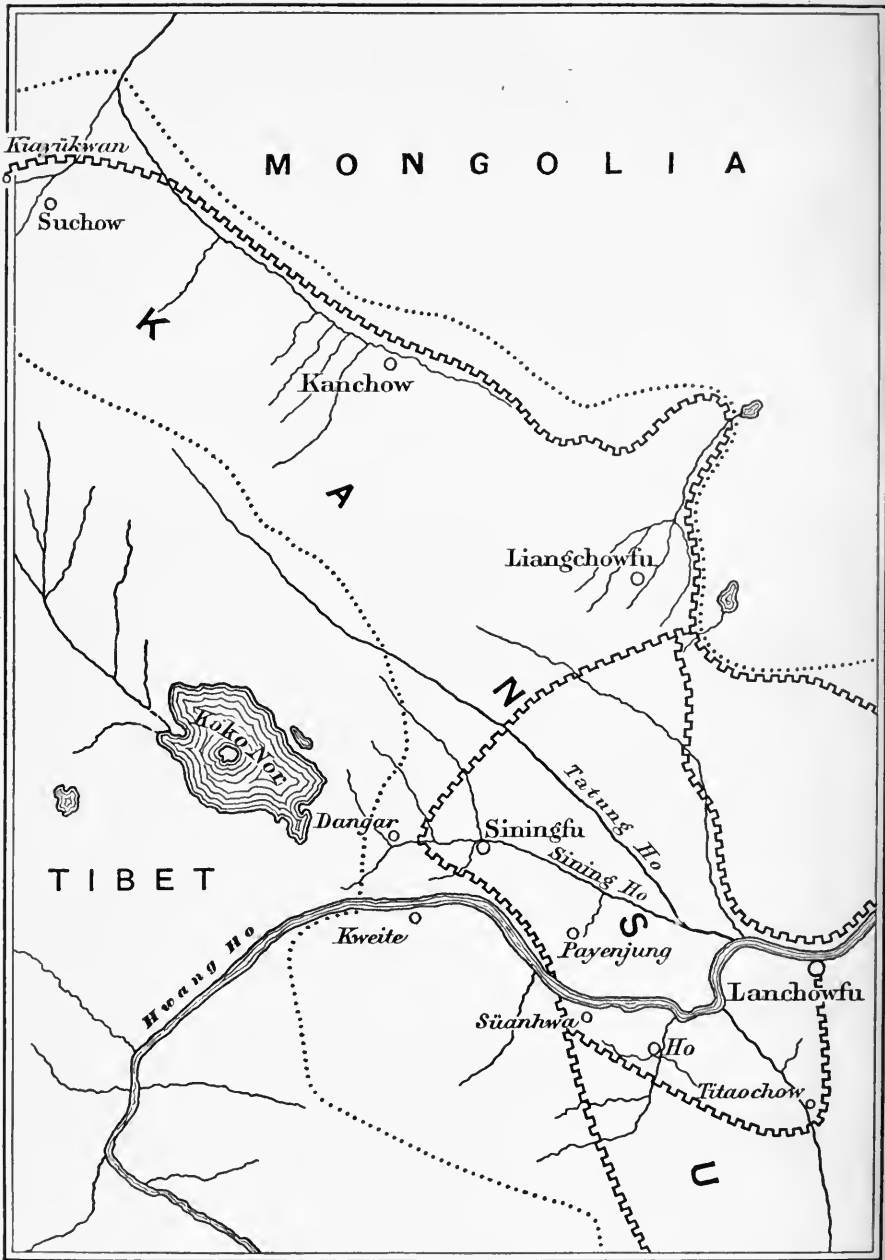 MONGOLIA
Kiayükwan
Suchow
K
Kanchow
A
Liangchowfu
N
Koko Nor
Tatung Ho
Dangar
Siningfu
Sining Ho
TIBET
S
Hwang Ho
Kweite
Payenjung
Lanchowfu
Süanhwa
Ho
Titaochow
U